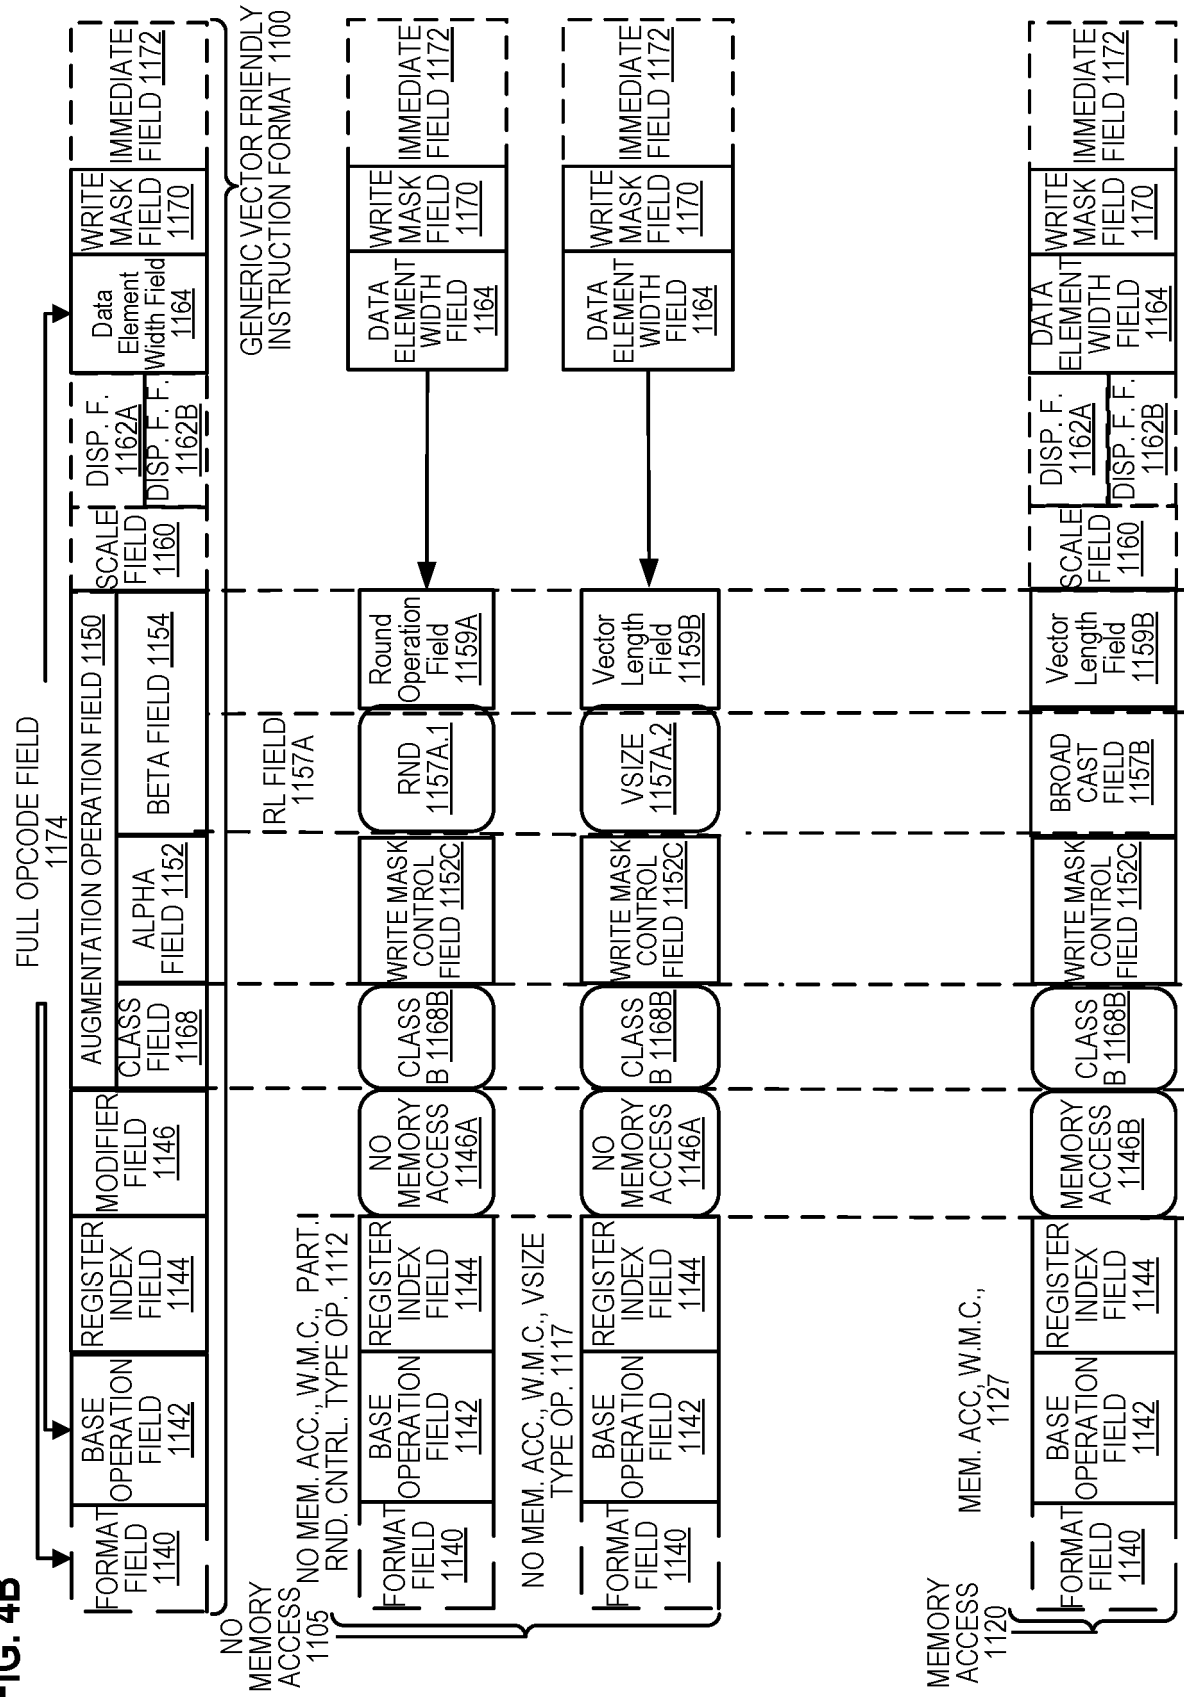 FIG. 4B
FULL OPCODE FIELD
1174
FORMAT
FIELD
1140
BASE
OPERATION
FIELD
1142
REGISTER
INDEX
FIELD
1144
MODIFIER
FIELD
1146
AUGMENTATION OPERATION FIELD 1150
CLASS
FIELD
1168
ALPHA
FIELD 1152
BETA FIELD 1154
SCALE
FIELD
1160
DISP. F.
1162A
DISP. F. F.
1162B
Data
Element
Width Field
1164
WRITE
MASK
FIELD
1170
IMMEDIATE
FIELD 1172
GENERIC VECTOR FRIENDLY
INSTRUCTION FORMAT 1100
NO
MEMORY
ACCESS
1105
NO MEM. ACC., W.M.C., PART.
RND. CNTRL. TYPE OP. 1112
RL FIELD
1157A
FORMAT
FIELD
1140
BASE
OPERATION
FIELD
1142
REGISTER
INDEX
FIELD
1144
NO
MEMORY
ACCESS
1146A
CLASS
B 1168B
WRITE MASK
CONTROL
FIELD 1152C
RND
1157A.1
Round
Operation
Field
1159A
DATA
ELEMENT
WIDTH
FIELD
1164
WRITE
MASK
FIELD
1170
IMMEDIATE
FIELD 1172
NO MEM. ACC., W.M.C., VSIZE
TYPE OP. 1117
FORMAT
FIELD
1140
BASE
OPERATION
FIELD
1142
REGISTER
INDEX
FIELD
1144
NO
MEMORY
ACCESS
1146A
CLASS
B 1168B
WRITE MASK
CONTROL
FIELD 1152C
VSIZE
1157A.2
Vector
Length
Field
1159B
DATA
ELEMENT
WIDTH
FIELD
1164
WRITE
MASK
FIELD
1170
IMMEDIATE
FIELD 1172
MEMORY
ACCESS
1120
MEM. ACC, W.M.C.,
1127
FORMAT
FIELD
1140
BASE
OPERATION
FIELD
1142
REGISTER
INDEX
FIELD
1144
MEMORY
ACCESS
1146B
CLASS
B 1168B
WRITE MASK
CONTROL
FIELD 1152C
BROAD
CAST
FIELD
1157B
Vector
Length
Field
1159B
SCALE
FIELD
1160
DISP. F.
1162A
DISP. F. F.
1162B
DATA
ELEMENT
WIDTH
FIELD
1164
WRITE
MASK
FIELD
1170
IMMEDIATE
FIELD 1172